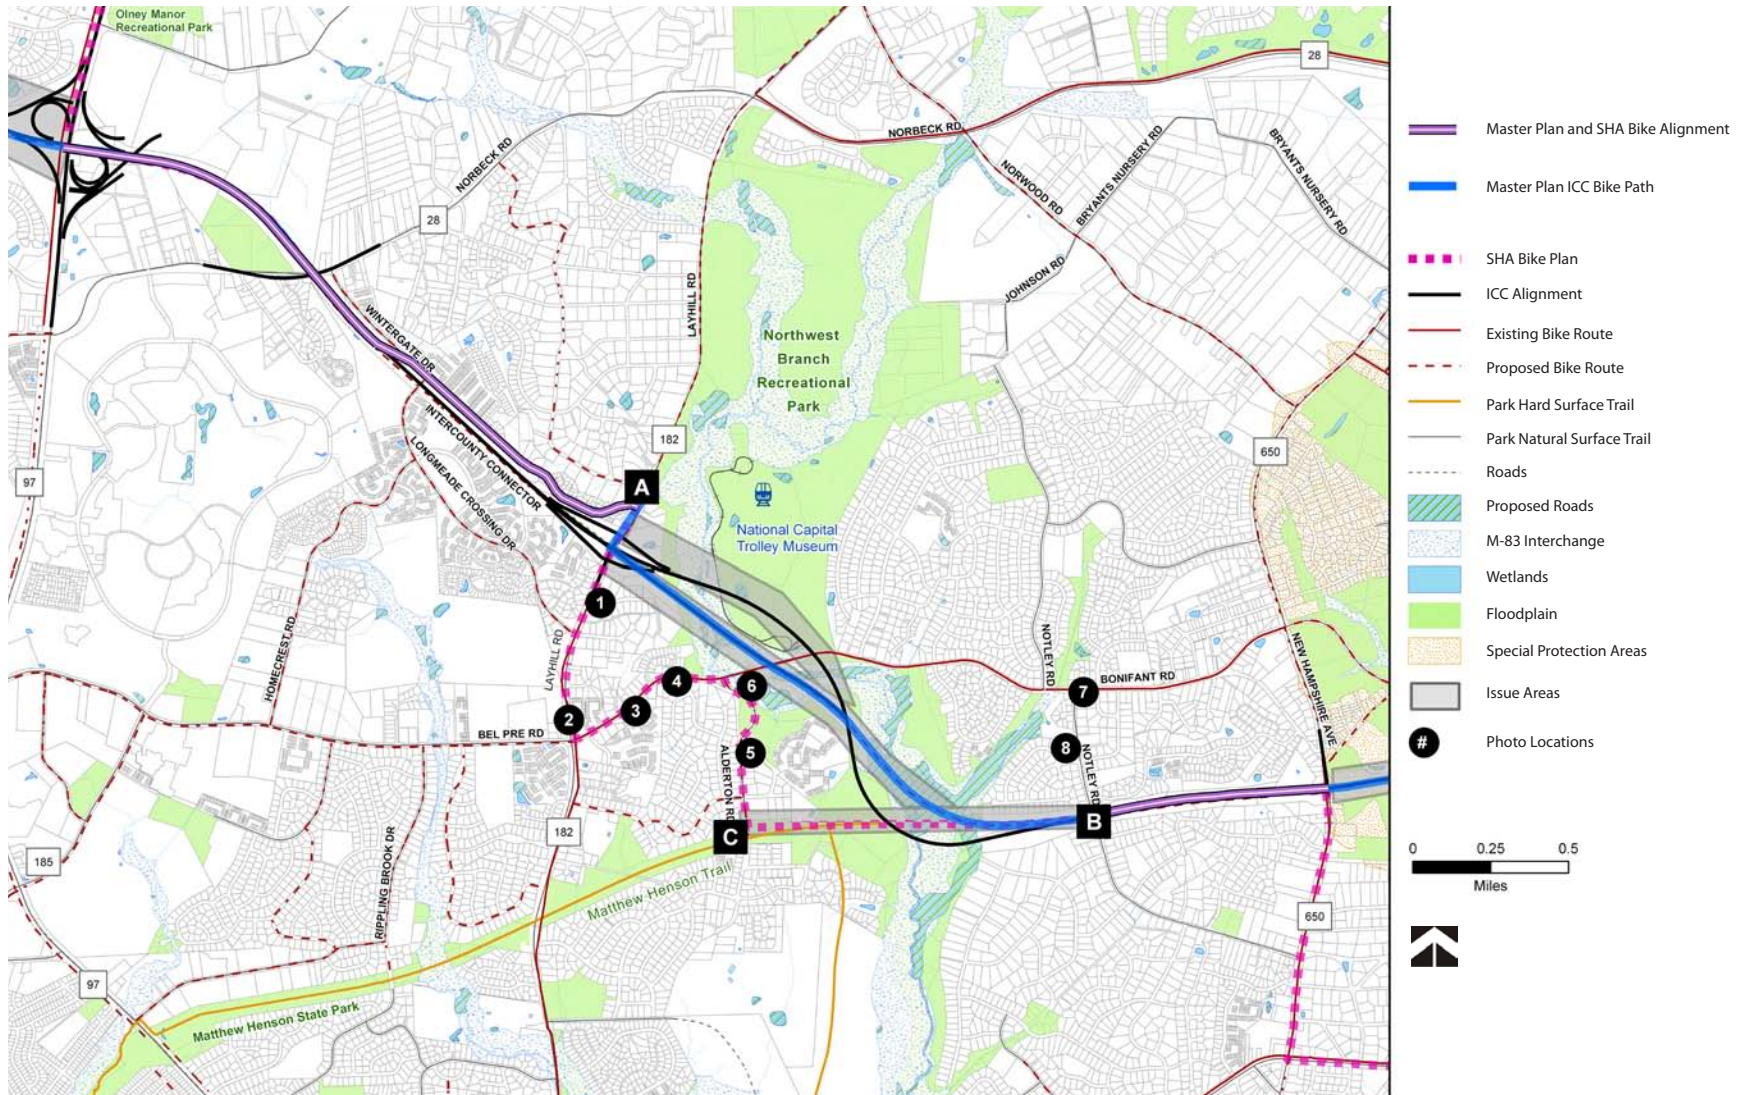 Olney Manor
Recreational Park
28
NORBECK RD
NORBECK RD
BRYANTS NURSERY RD
BRYANTS NURSERY RD
NORWOOD RD
28
JOHNSON RD
LAYHILL RD
WINTERGATE DR
Northwest
Branch
Recreational
Park
INTERCOUNTY CONNECTOR
LONGMEADE CROSSING DR
182
650
97
A
National Capital
Trolley Museum
1
HOMECREST RD
LAYHILL RD
NOTLEY RD
BONIFANT RD
NEW HAMPSHIRE AVE
4
6
7
3
2
BEL PRE RD
5
8
ALDERTON RD
NOTLEY RD
C
B
182
185
RIPPLING BROOK DR
Matthew Henson Trail
650
97
Matthew Henson State Park
Master Plan and SHA Bike Alignment
Master Plan ICC Bike Path
SHA Bike Plan
ICC Alignment
Existing Bike Route
Proposed Bike Route
Park Hard Surface Trail
Park Natural Surface Trail
Roads
Proposed Roads
M-83 Interchange
Wetlands
Floodplain
Special Protection Areas
Issue Areas
# Photo Locations
0 0.25 0.5
Miles